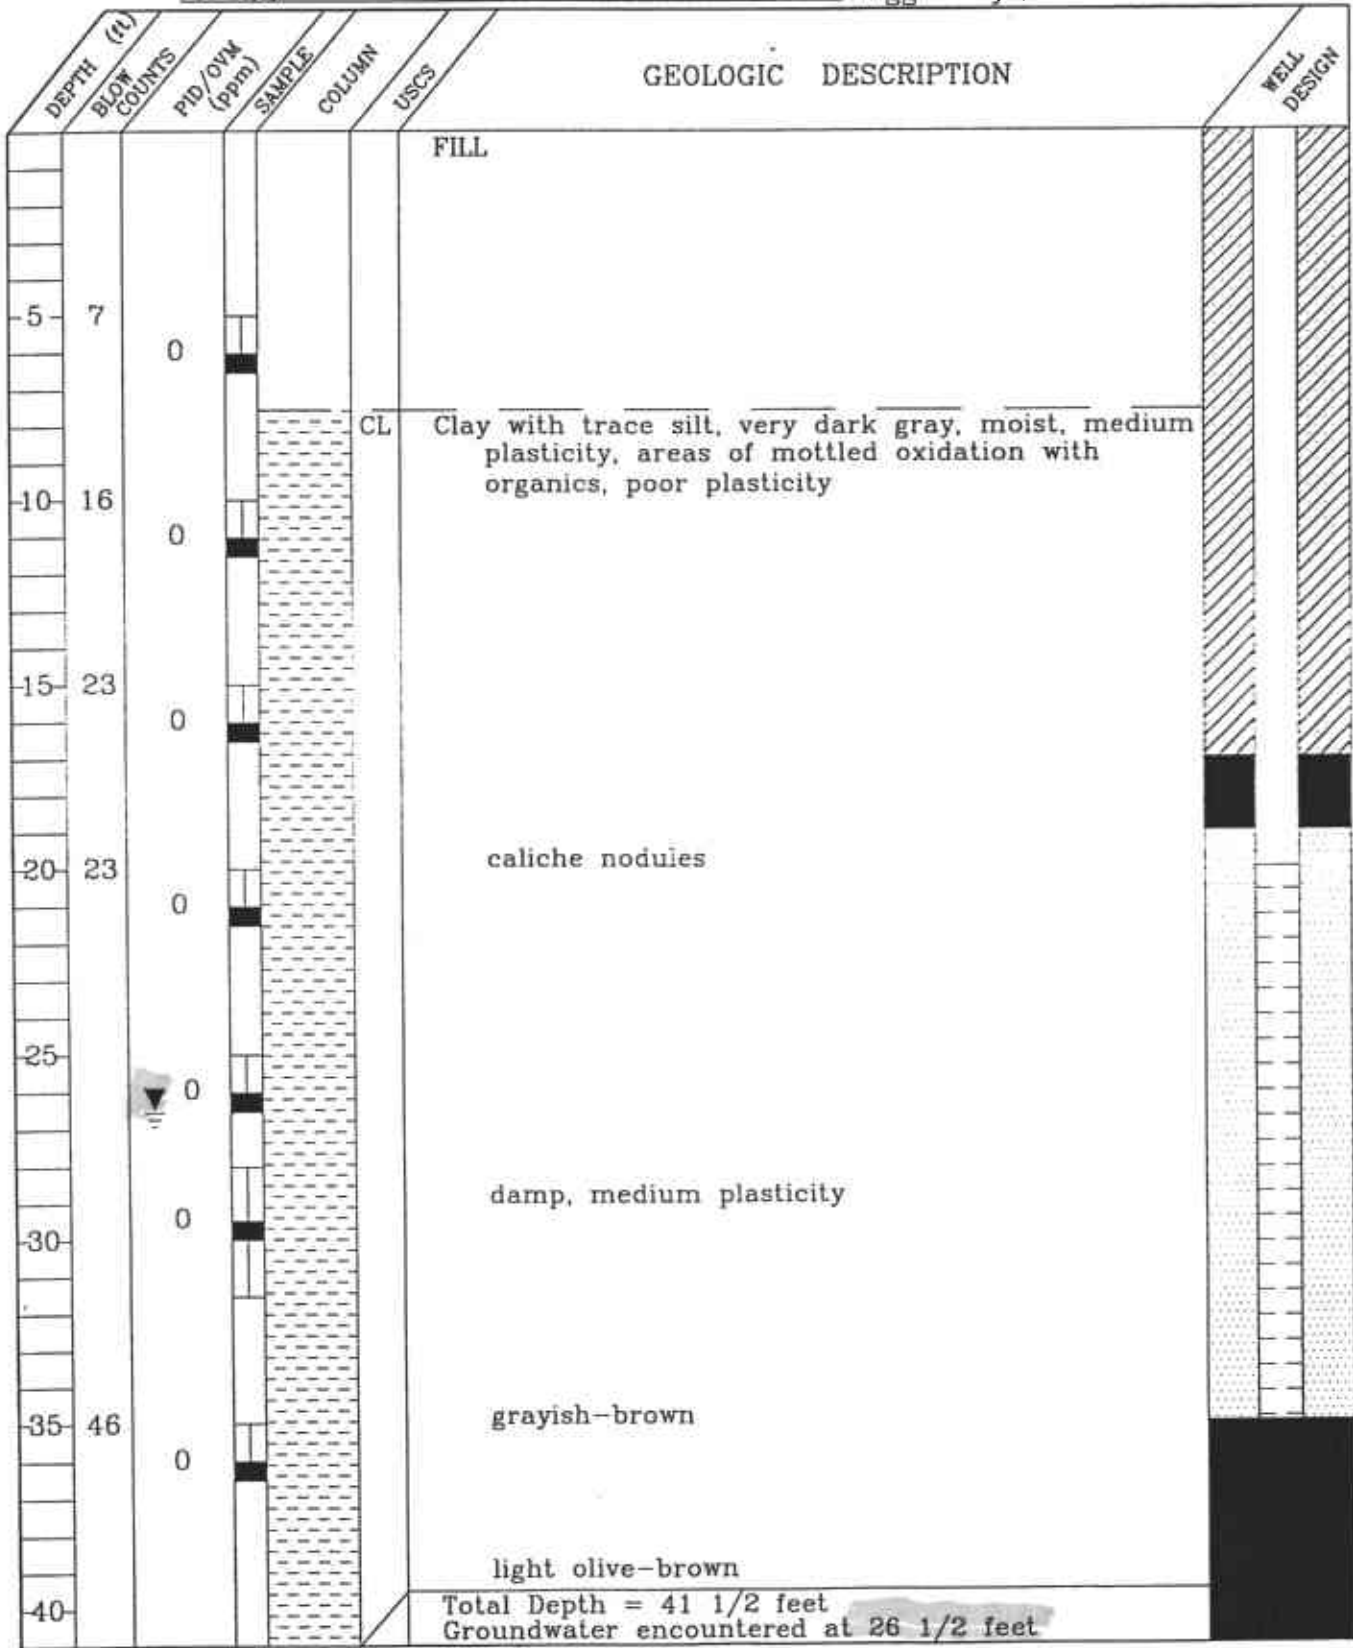 DEPTH (ft)
BLOW COUNTS
PID/OVM (ppm)
SAMPLE
COLUMN
USCS
GEOLOGIC DESCRIPTION
WELL DESIGN
FILL
5 7
0
CL Clay with trace silt, very dark gray, moist, medium
plasticity, areas of mottled oxidation with
organics, poor plasticity
10 16
0
15 23
0
caliche nodules
20 23
0
25
0
damp, medium plasticity
0
30
grayish-brown
35 46
0
light olive-brown
Total Depth = 41 1/2 feet
40
Groundwater encountered at 26 1/2 feet